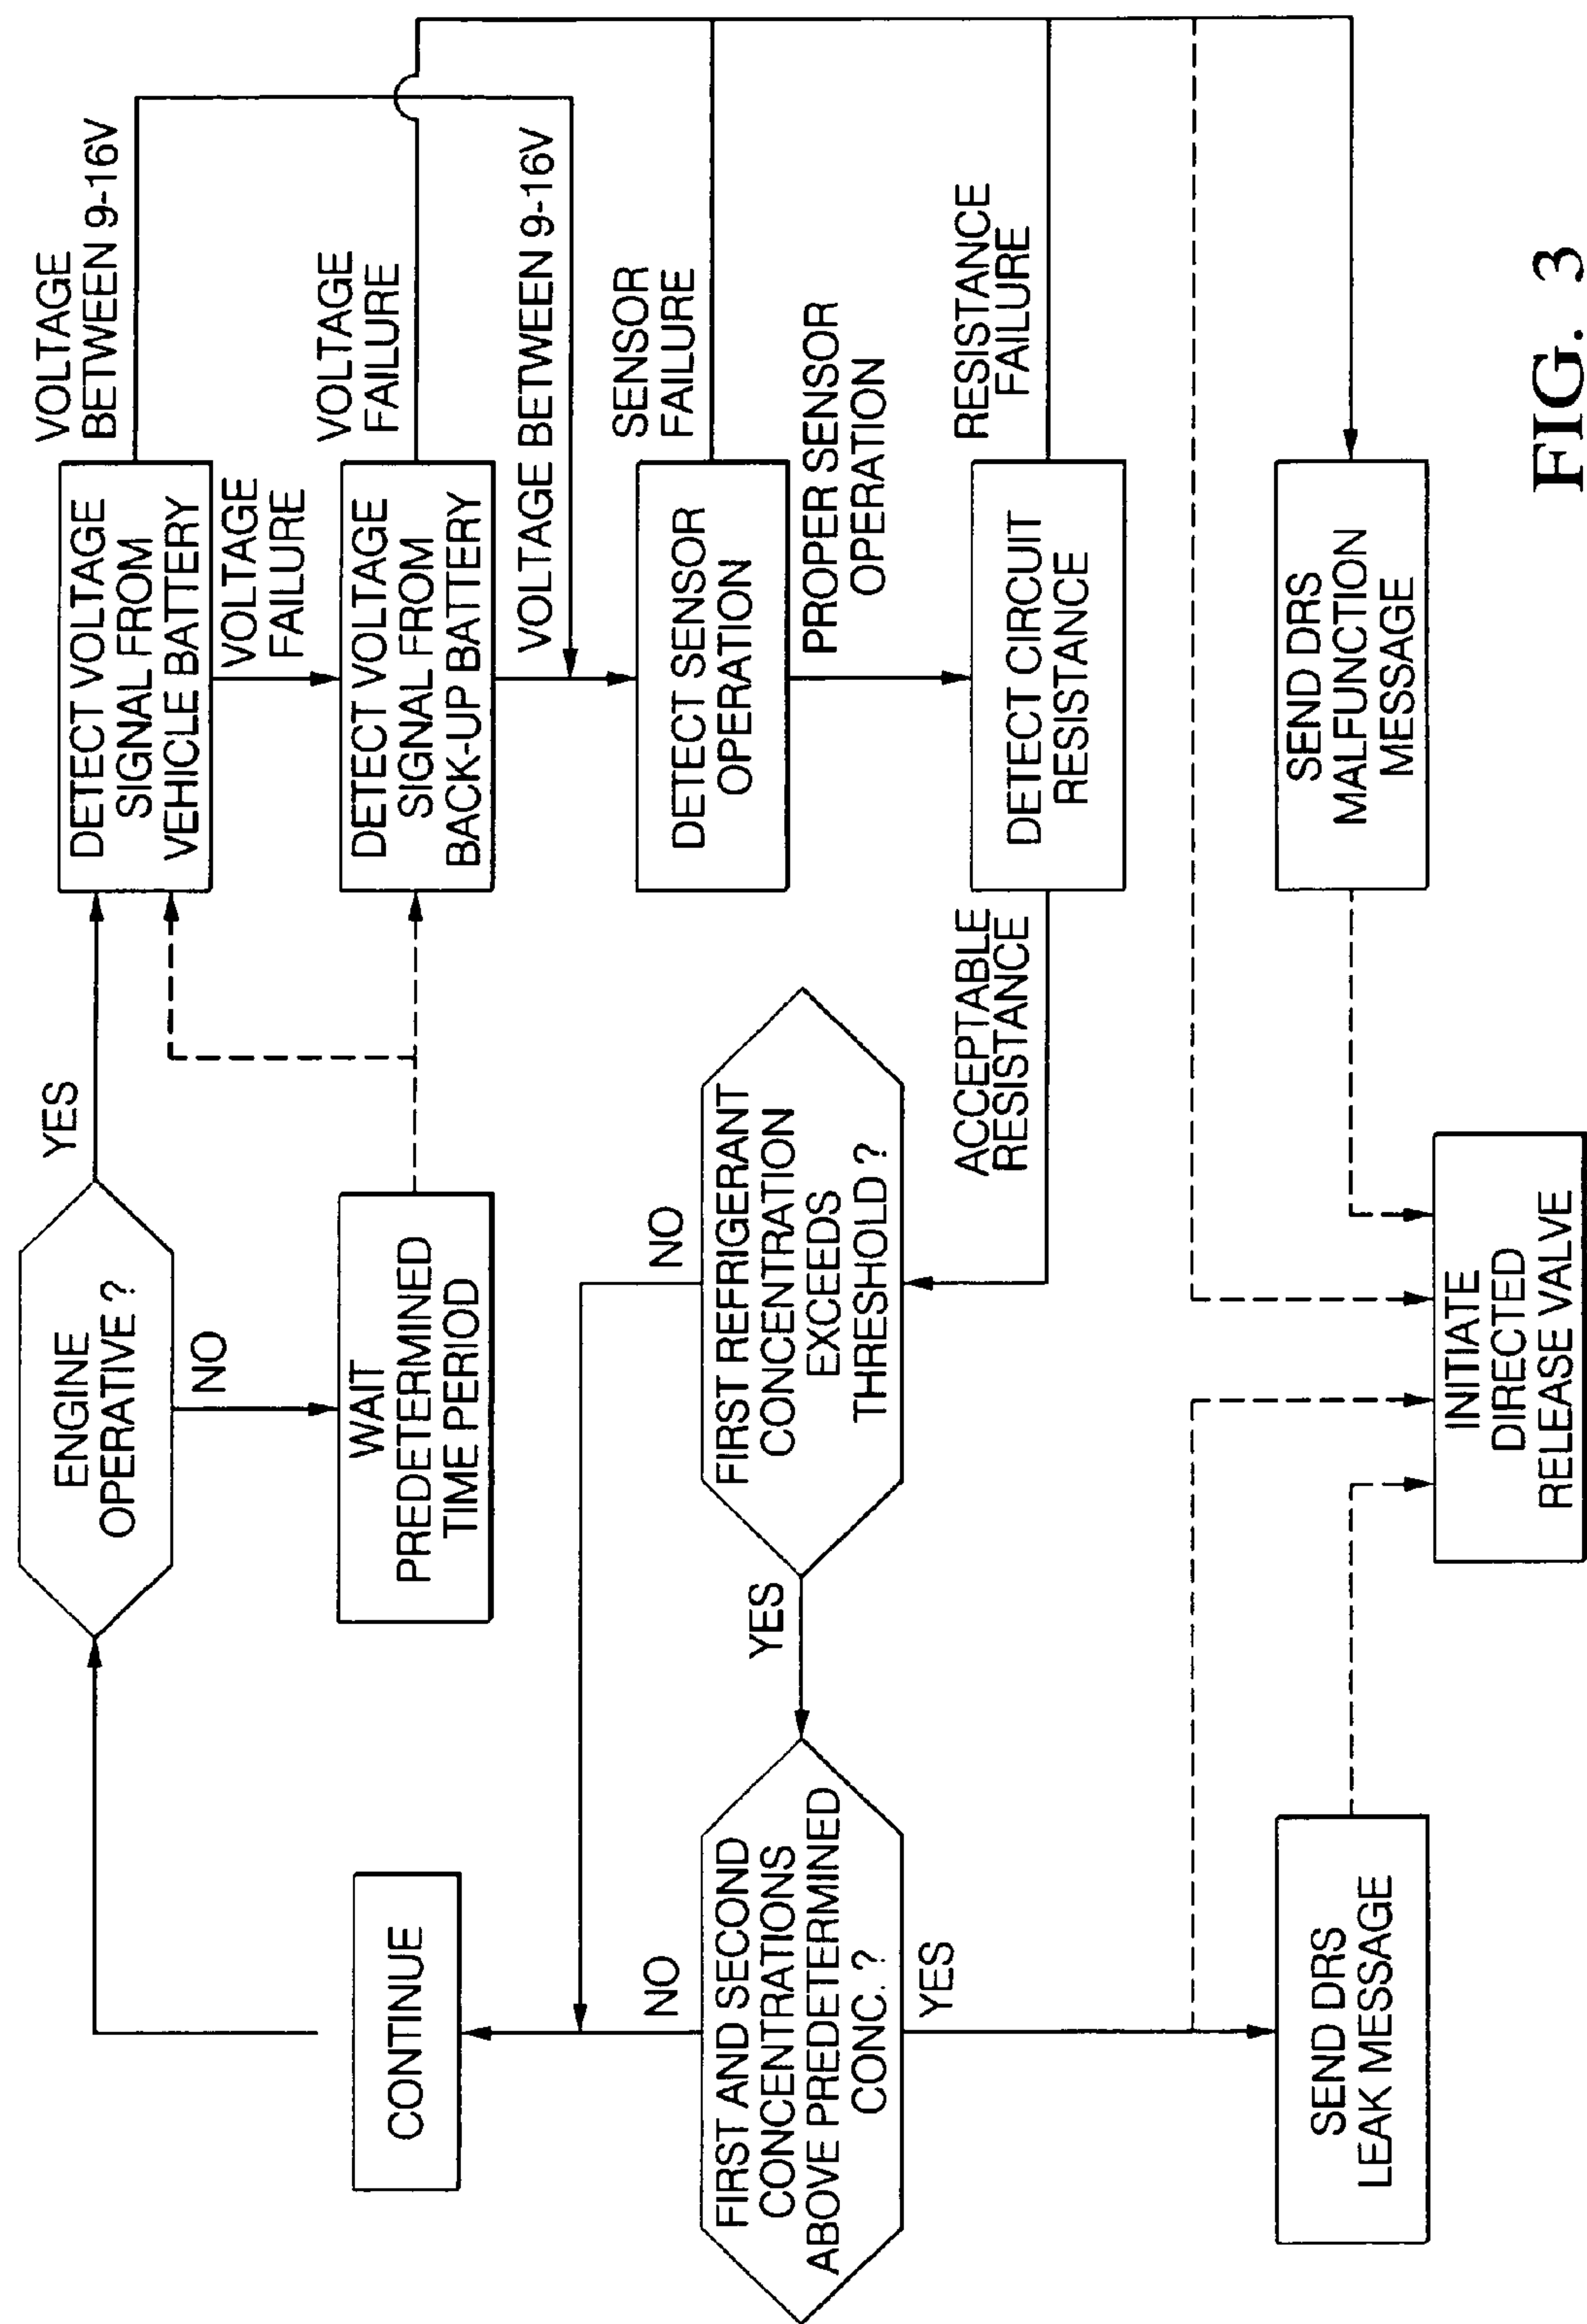 ENGINE
OPERATIVE ?
YES
NO
WAIT
PREDETERMINED
TIME PERIOD
DETECT VOLTAGE
SIGNAL FROM
VEHICLE BATTERY
VOLTAGE
BETWEEN 9-16V
VOLTAGE
FAILURE
DETECT VOLTAGE
SIGNAL FROM
BACK-UP BATTERY
VOLTAGE
FAILURE
VOLTAGE BETWEEN 9-16V
DETECT SENSOR
OPERATION
SENSOR
FAILURE
PROPER SENSOR
OPERATION
DETECT CIRCUIT
RESISTANCE
RESISTANCE
FAILURE
ACCEPTABLE
RESISTANCE
FIRST REFRIGERANT
CONCENTRATION
EXCEEDS
THRESHOLD ?
NO
YES
CONTINUE
FIRST AND SECOND
CONCENTRATIONS
ABOVE PREDETERMINED
CONC. ?
NO
YES
SEND DRS
LEAK MESSAGE
INITIATE
DIRECTED
RELEASE VALVE
SEND DRS
MALFUNCTION
MESSAGE
FIG. 3